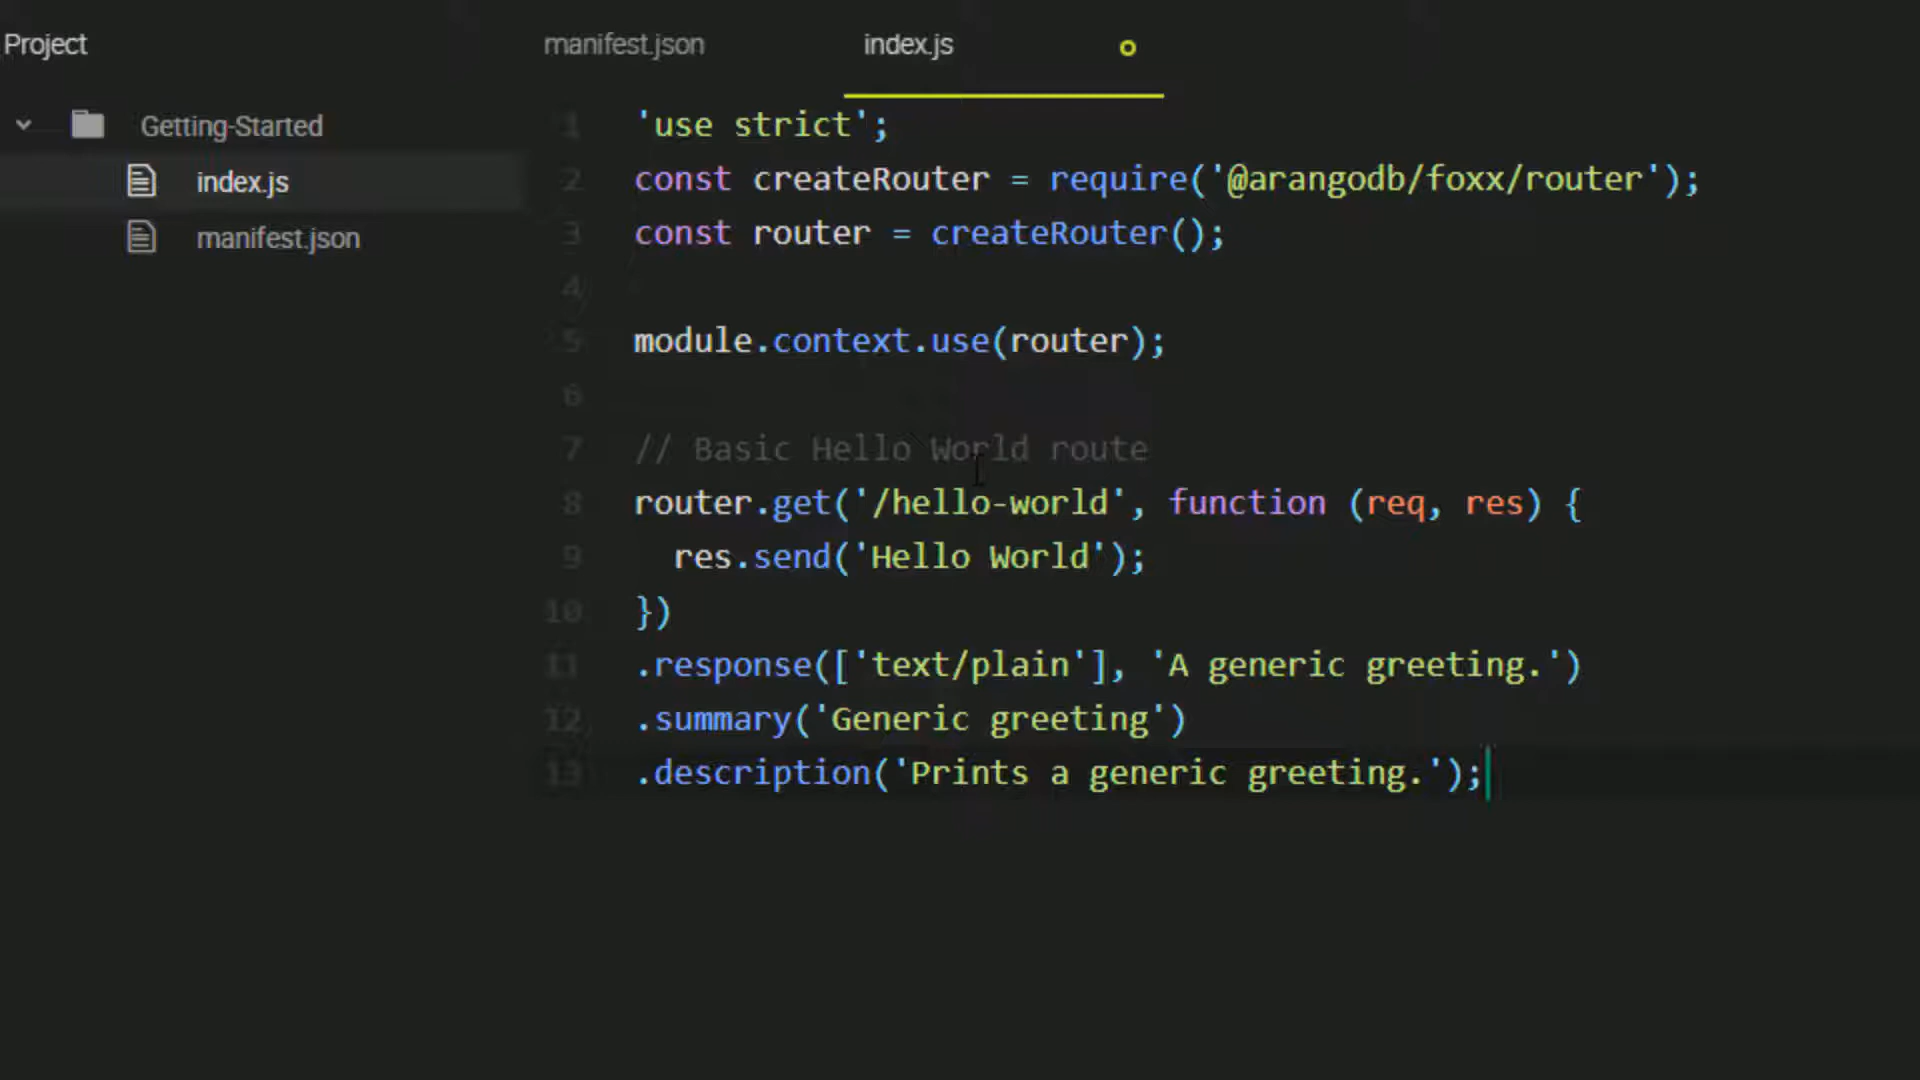 Project
manifest.json
index.js
Getting-Started
index.js
manifest.json
1 'use strict';
2 const createRouter = require('@arangodb/foxx/router');
3 const router = createRouter();
4
5 module.context.use(router);
6
7 // Basic Hello World route
8 router.get('/hello-world', function (req, res) {
9   res.send('Hello World');
10 })
11 .response(['text/plain'], 'A generic greeting.')
12 .summary('Generic greeting')
13 .description('Prints a generic greeting.');